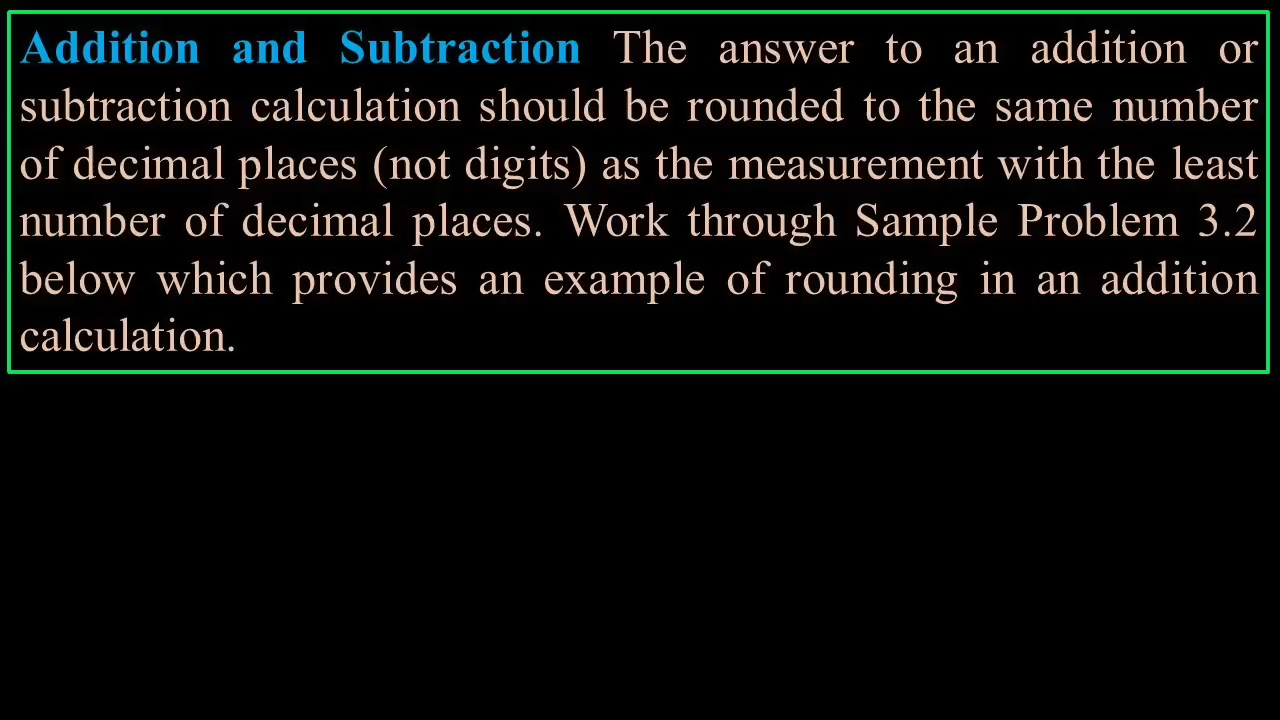 Addition and Subtraction The answer to an addition or
subtraction calculation should be rounded to the same number
of decimal places (not digits) as the measurement with the least
number of decimal places. Work through Sample Problem 3.2
below which provides an example of rounding in an addition
calculation.